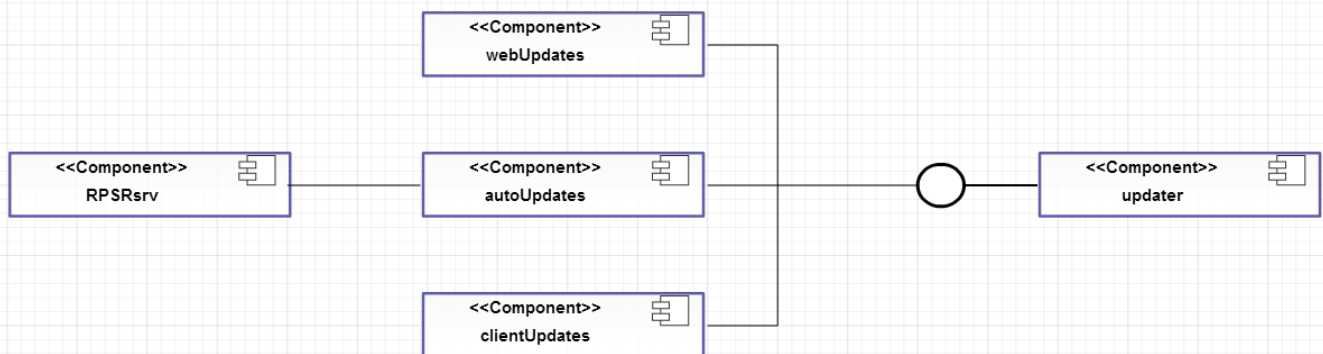 <<Component>>
webUpdates
<<Component>>
RPSRsrv
<<Component>>
autoUpdates
<<Component>>
updater
<<Component>>
clientUpdates